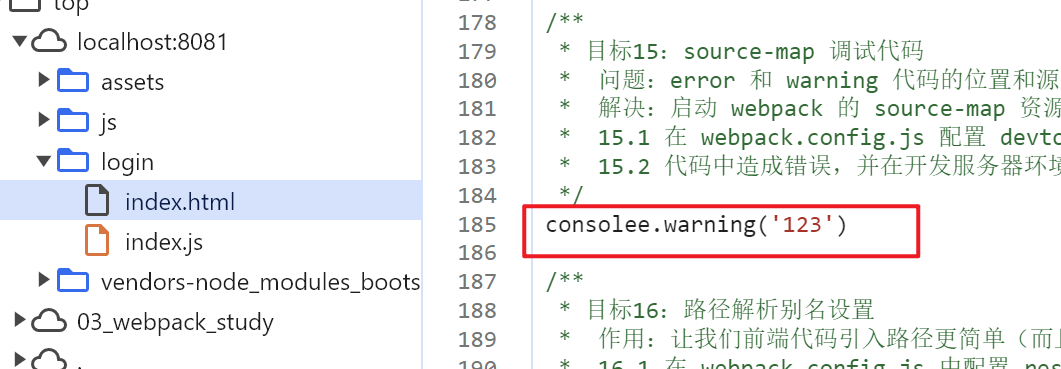 top
localhost:8081
assets
js
login
index.html
index.js
vendors-node_modules_boots
03_webpack_study
178 /**
179 * 目标15：source-map 调试代码
180 * 问题：error 和 warning 代码的位置和源
181 * 解决：启动 webpack 的 source-map 资源
182 * 15.1 在 webpack.config.js 配置 devto
183 * 15.2 代码中造成错误，并在开发服务器环境
184 */
185 consolee.warning('123')
186
187 /**
188 * 目标16：路径解析别名设置
189 * 作用：让我们前端代码引入路径更简单（而且
190 * 16.1 在 webpack.config.js 中配置 res